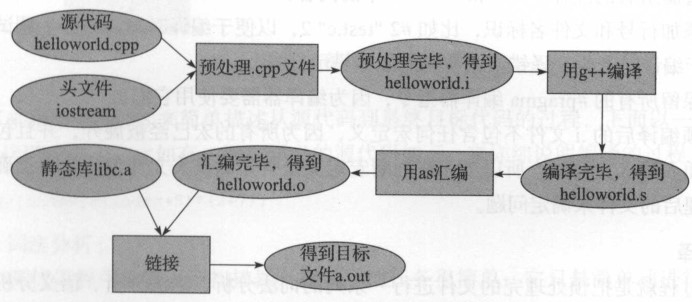 源代码
helloworld.cpp
头文件
iostream
预处理.cpp文件
预处理完毕，得到
helloworld.i
用g++编译
静态库libc.a
汇编完毕，得到
helloworld.o
用as汇编
编译完毕，得到
helloworld.s
链接
得到目标
文件a.out